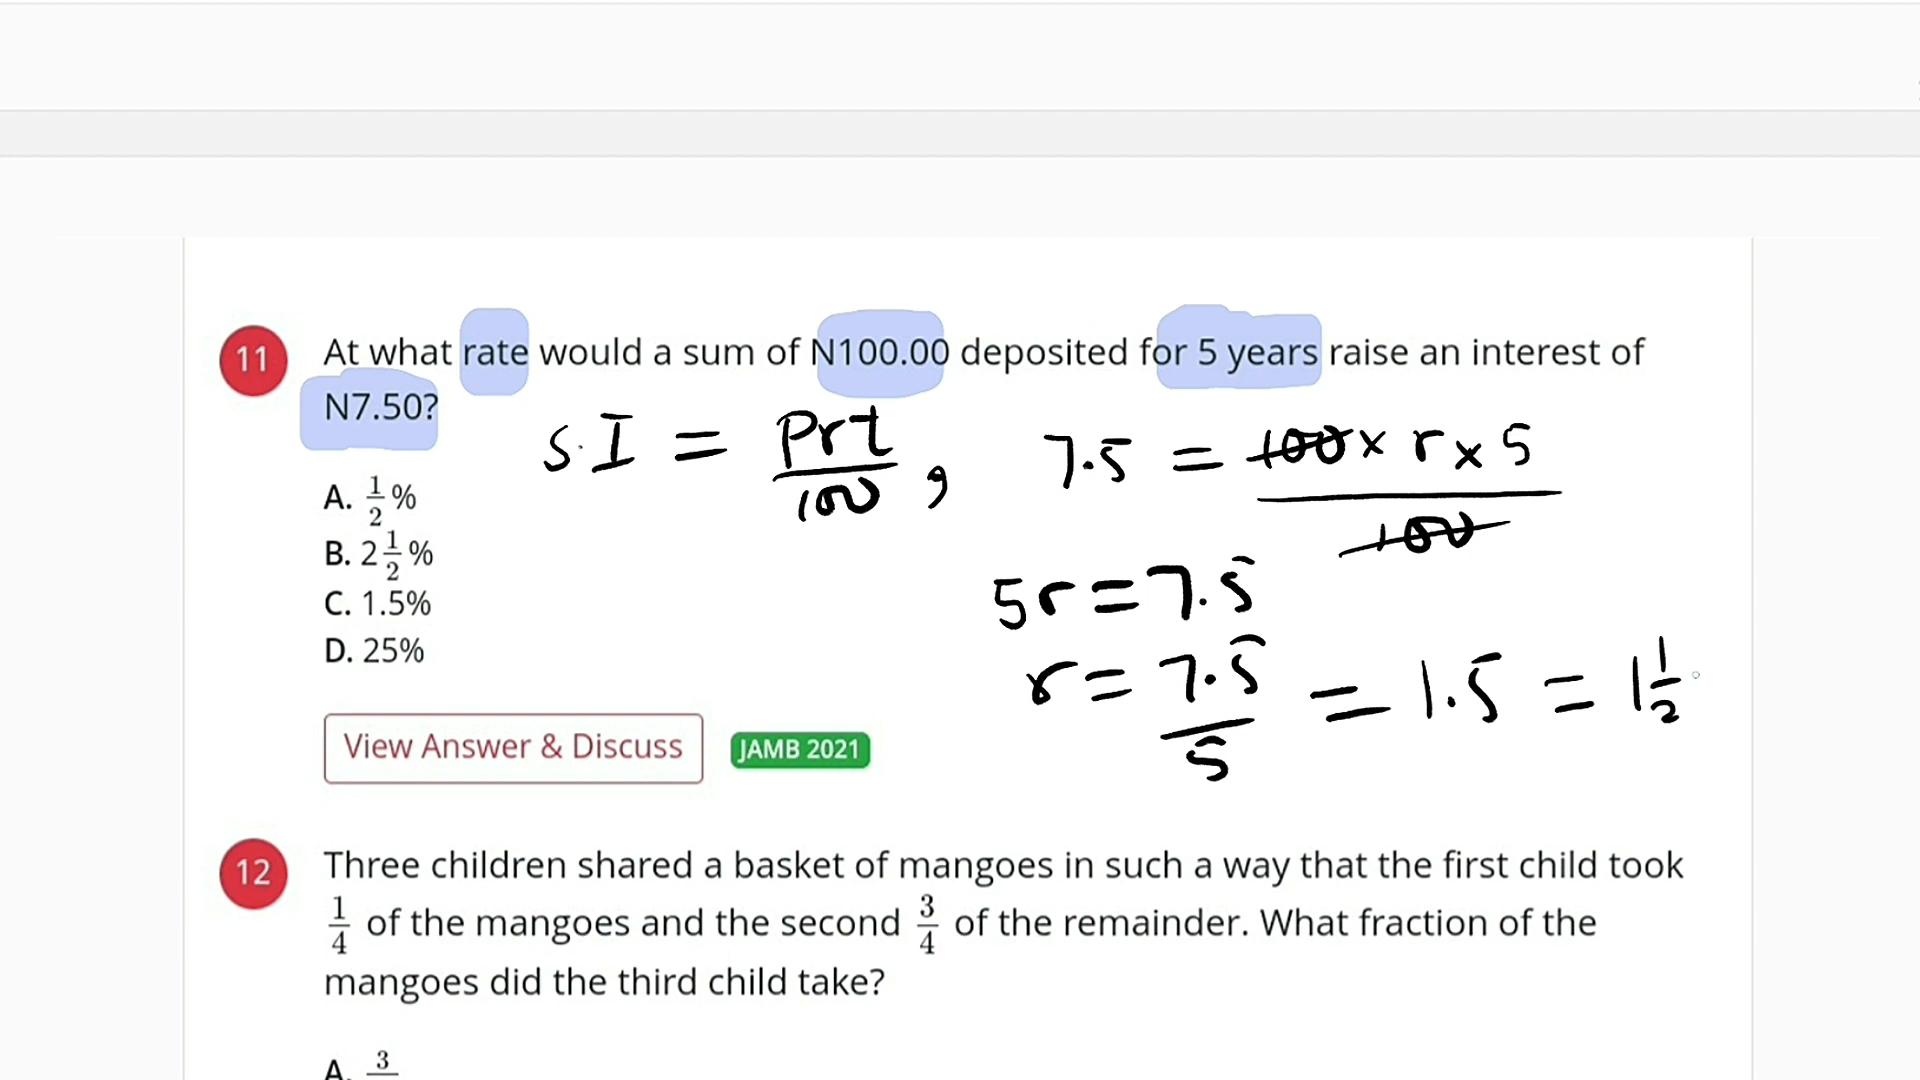 11 At what rate would a sum of N100.00 deposited for 5 years raise an interest of
N7.50?
S.I = Prt/100, 7.5 = 100 x r x 5/100
A. 1/2 %
B. 2 1/2 %
5r = 7.5
C. 1.5%
D. 25%
r = 7.5/5 = 1.5 = 1 1/2
View Answer & Discuss JAMB 2021
12 Three children shared a basket of mangoes in such a way that the first child took
1/4 of the mangoes and the second 3/4 of the remainder. What fraction of the
mangoes did the third child take?
A. 3